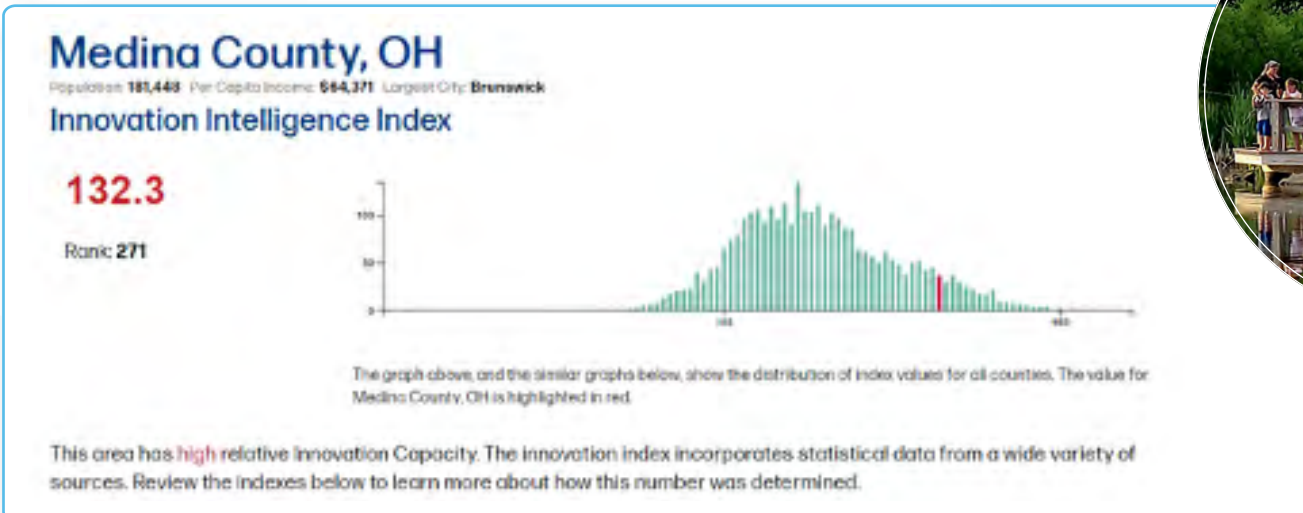 Medina County, OH
Population: 181,448 Per Capita Income: $64,371 Largest City: Brunswick
Innovation Intelligence Index
132.3
Rank: 271
100
50
0
The graph above, and the similar graphs below, show the distribution of index values for all counties. The value for
Medina County, OH is highlighted in red.
This area has high relative Innovation Capacity. The innovation index incorporates statistical data from a wide variety of
sources. Review the indexes below to learn more about how this number was determined.